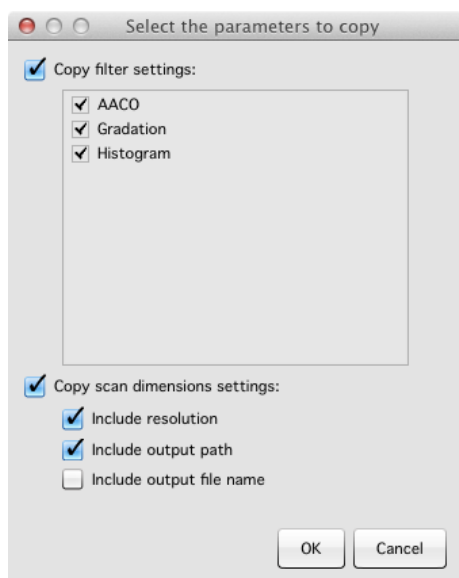 Select the parameters to copy
Copy filter settings:
AACO
Gradation
Histogram
Copy scan dimensions settings:
Include resolution
Include output path
Include output file name
OK Cancel